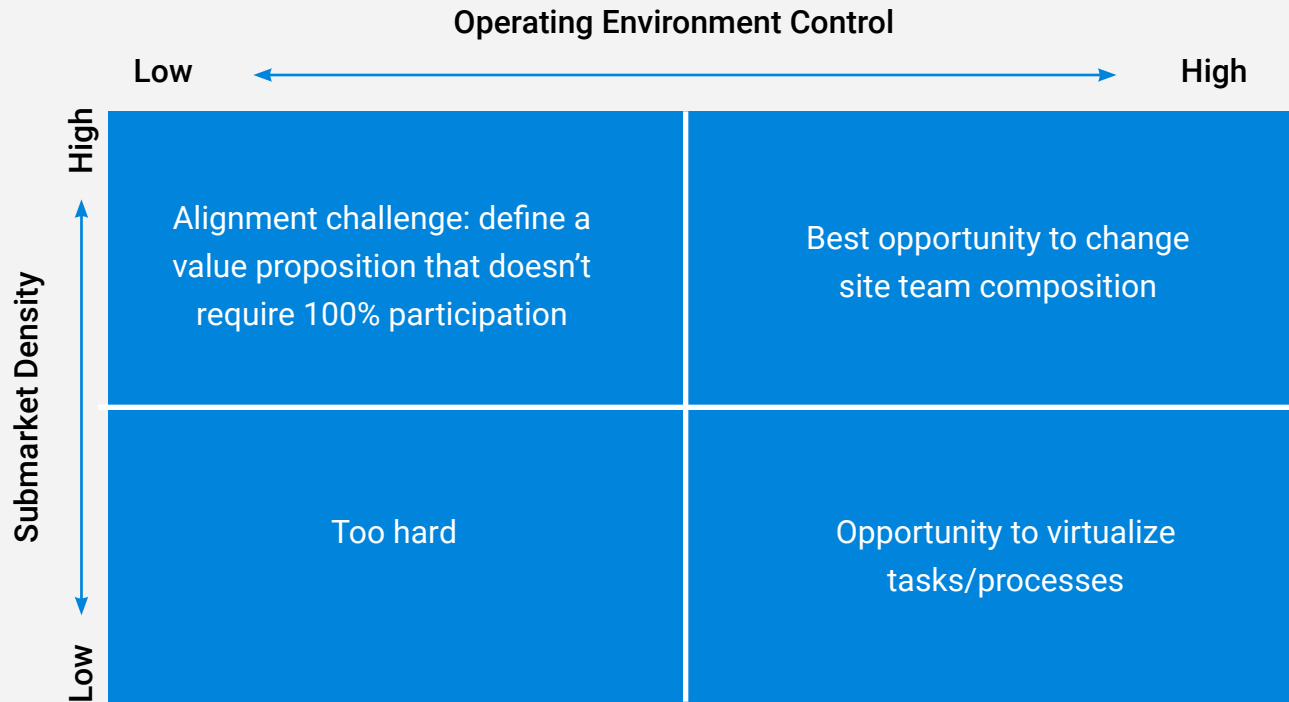 Operating Environment Control
Low
High
Submarket Density
High
Low
Alignment challenge: define a
value proposition that doesn’t
require 100% participation
Best opportunity to change
site team composition
Too hard
Opportunity to virtualize
tasks/processes